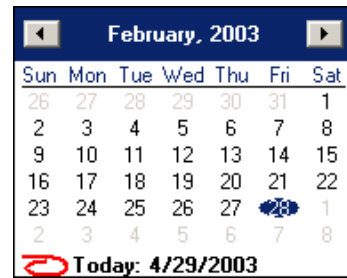 February, 2003
Sun Mon Tue Wed Thu Fri Sat
26 27 28 29 30 31 1
2 3 4 5 6 7 8
9 10 11 12 13 14 15
16 17 18 19 20 21 22
23 24 25 26 27 28 1
2 3 4 5 6 7 8
Today: 4/29/2003